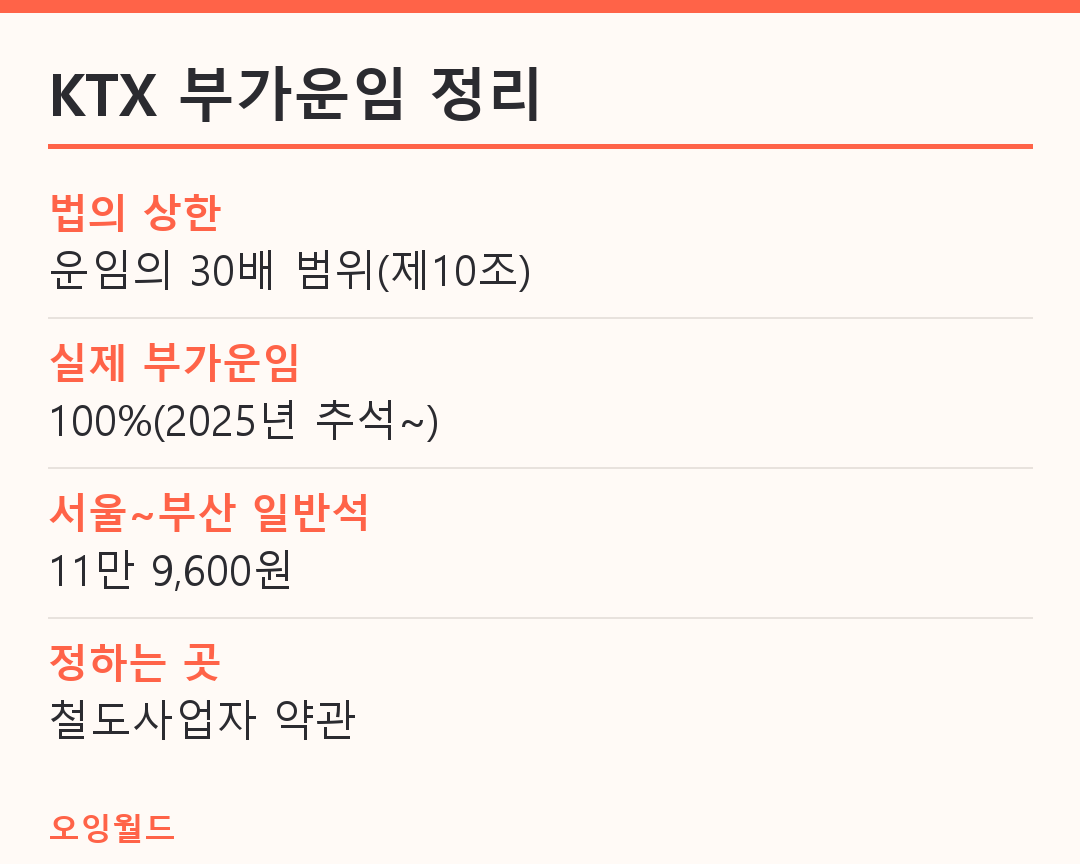 KTX 부가운임 정리
법의 상한
운임의 30배 범위(제10조)
실제 부가운임
100%(2025년 추석~)
서울~부산 일반석
11만 9,600원
정하는 곳
철도사업자 약관
오잉월드